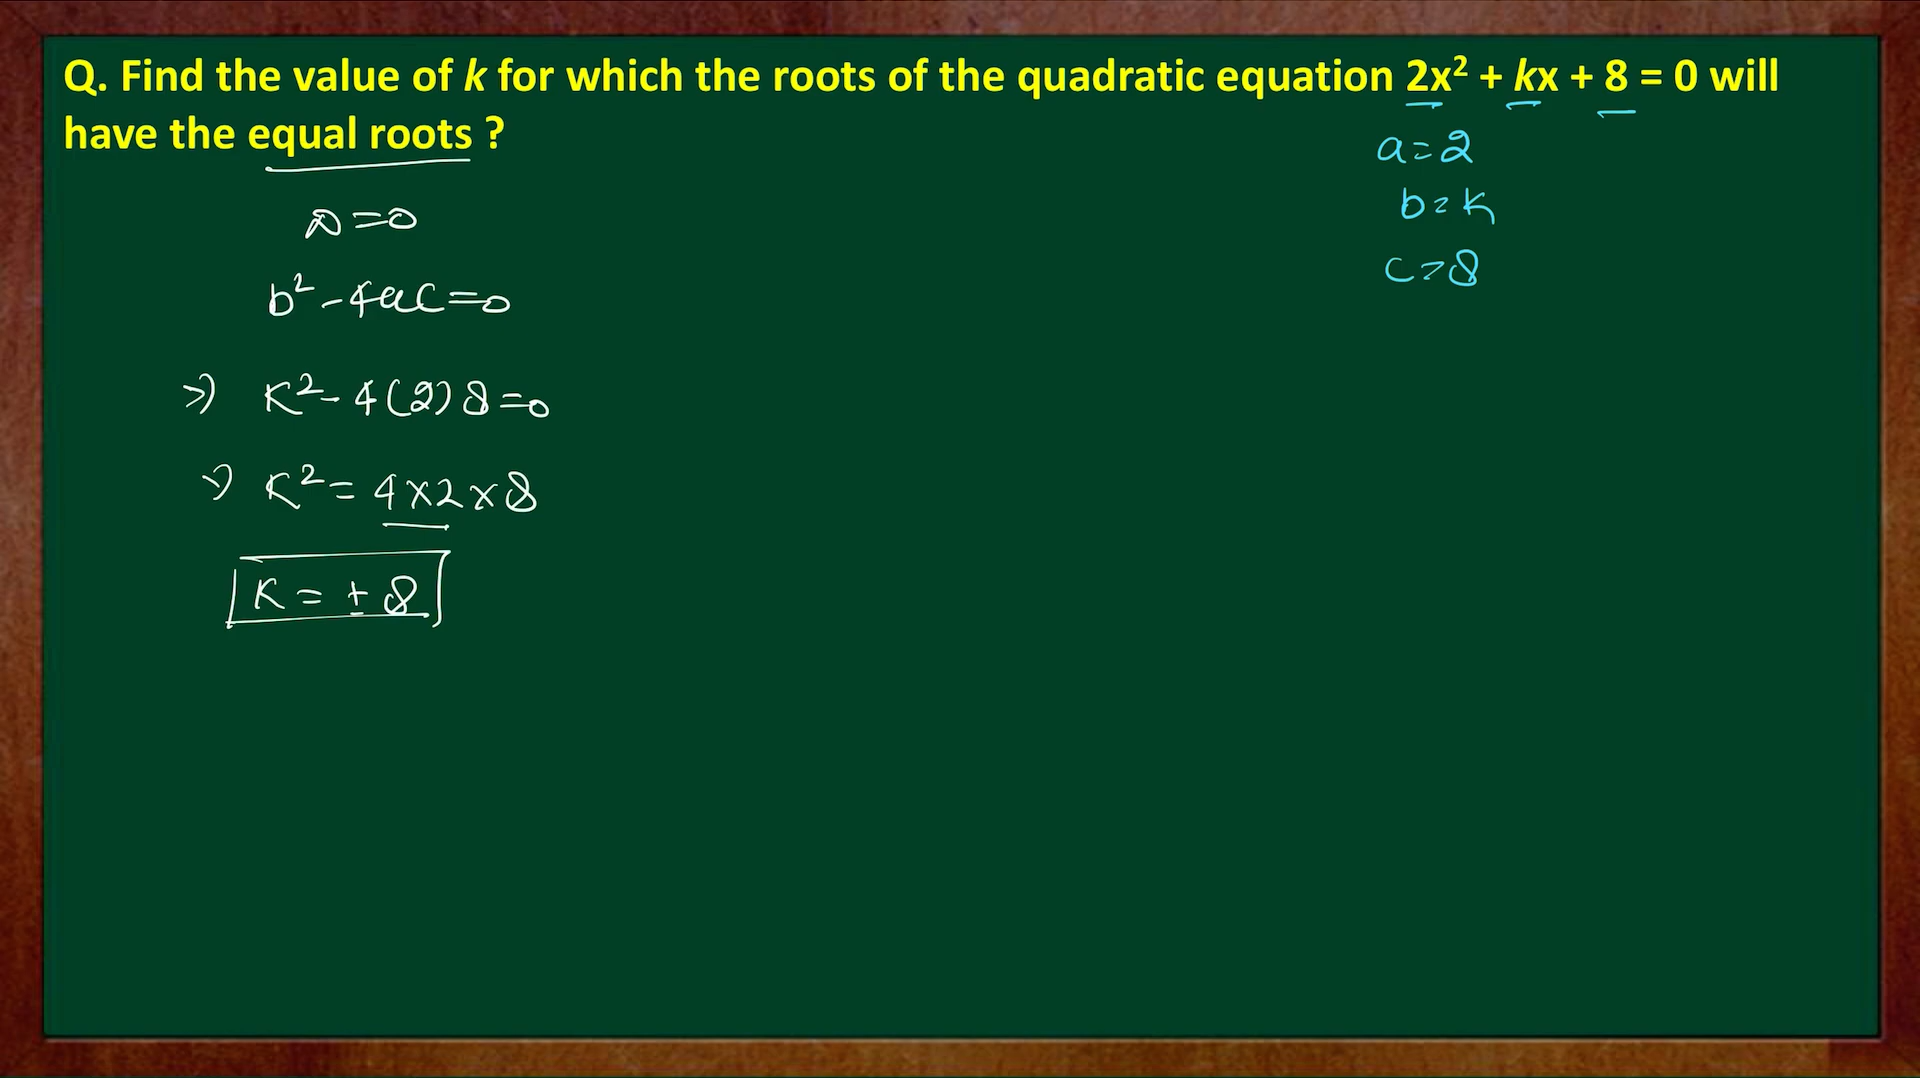 Q. Find the value of k for which the roots of the quadratic equation 2x² + kx + 8 = 0 will
have the equal roots ?
a=2
b=k
c=8
D=0
b²-4ac=0
=> K²-4(2)8=0
=> K²=4×2×8
K=±8